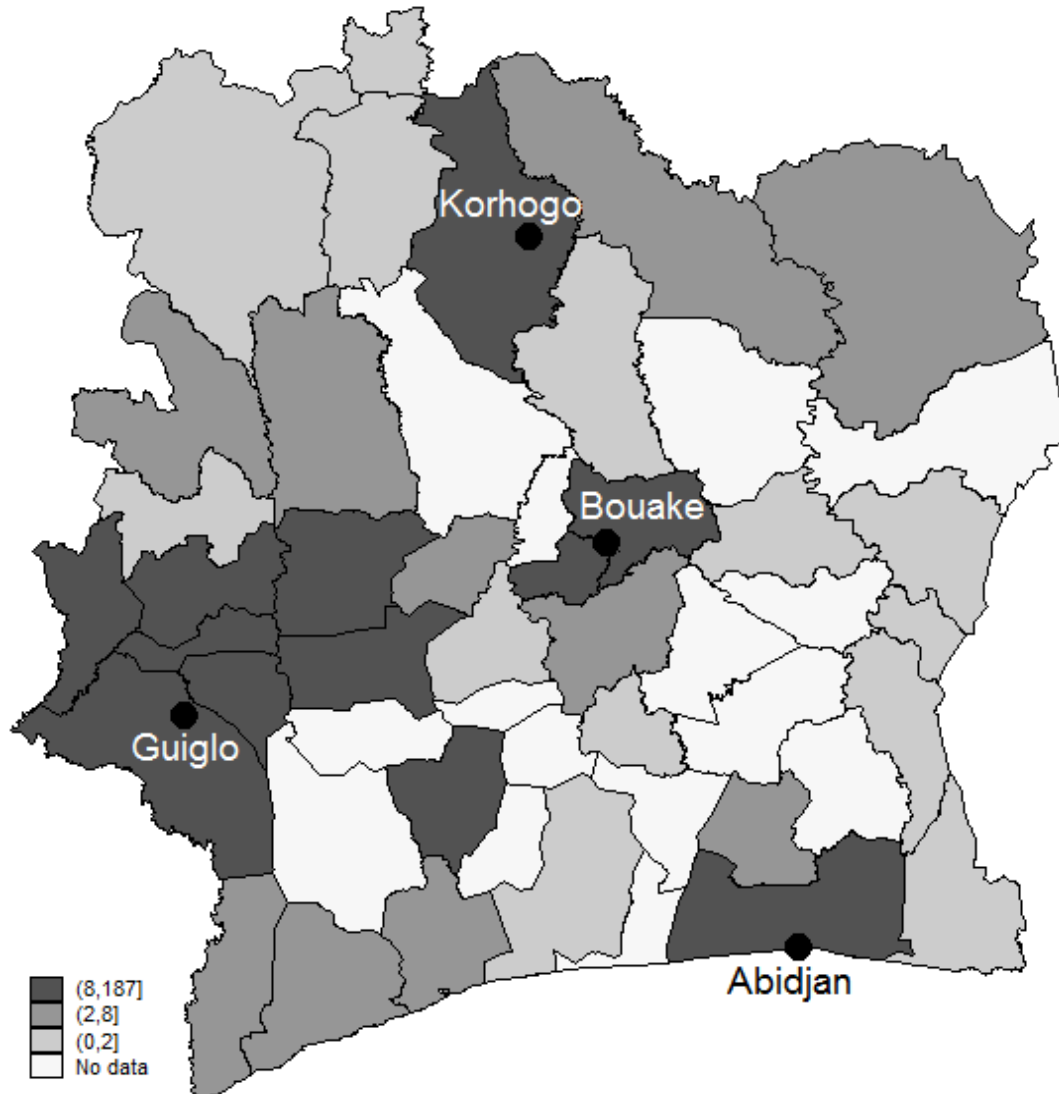 Korhogo
Bouake
Guiglo
Abidjan
(8,187]
(2,8]
(0,2]
No data